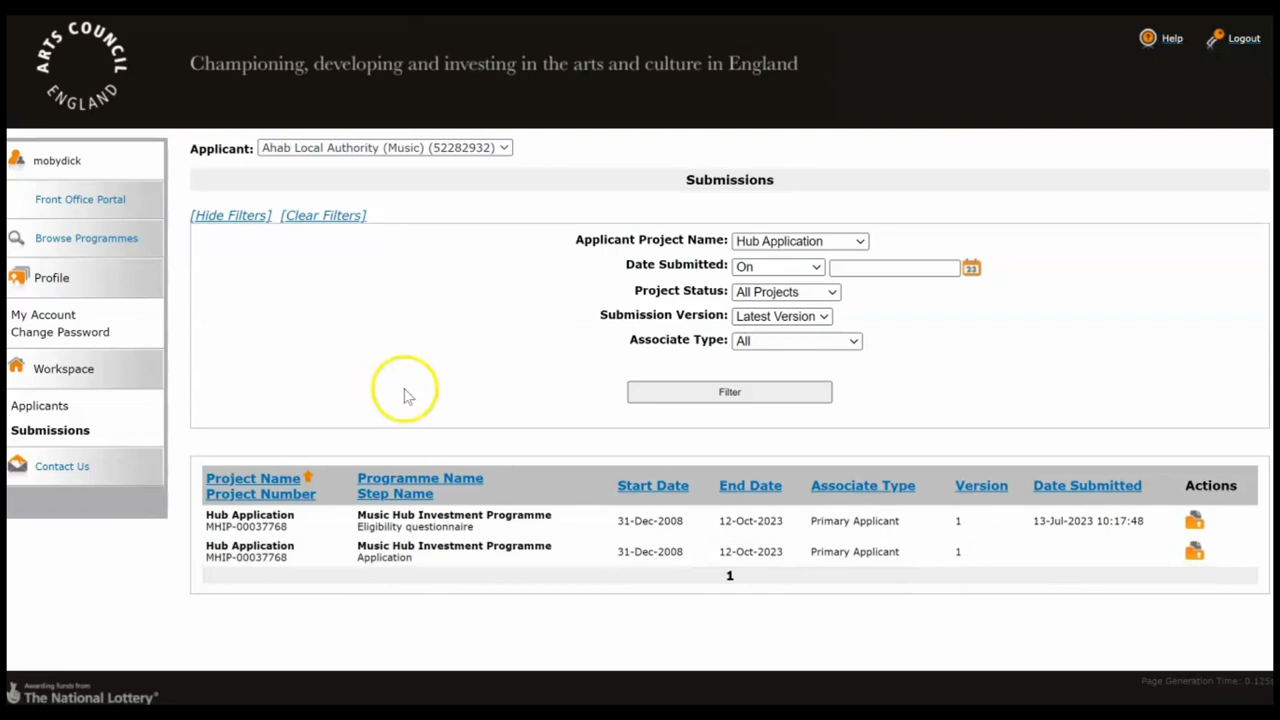 ARTS COUNCIL
ENGLAND
Championing, developing and investing in the arts and culture in England
Help
Logout
mobydick
Front Office Portal
Browse Programmes
Profile
My Account
Change Password
Workspace
Applicants
Submissions
Contact Us
Applicant: Ahab Local Authority (Music) (52282932)
Submissions
[Hide Filters] [Clear Filters]
Applicant Project Name: Hub Application
Date Submitted: On 23
Project Status: All Projects
Submission Version: Latest Version
Associate Type: All
Filter
Project Name Programme Name
Project Number Step Name Start Date End Date Associate Type Version Date Submitted Actions
Hub Application Music Hub Investment Programme
MHIP-00037768 Eligibility questionnaire 31-Dec-2008 12-Oct-2023 Primary Applicant 1 13-Jul-2023 10:17:48
Hub Application Music Hub Investment Programme
MHIP-00037768 Application 31-Dec-2008 12-Oct-2023 Primary Applicant 1
1
Awarding funds from
The National Lottery®
Page Generation Time: 0.125s